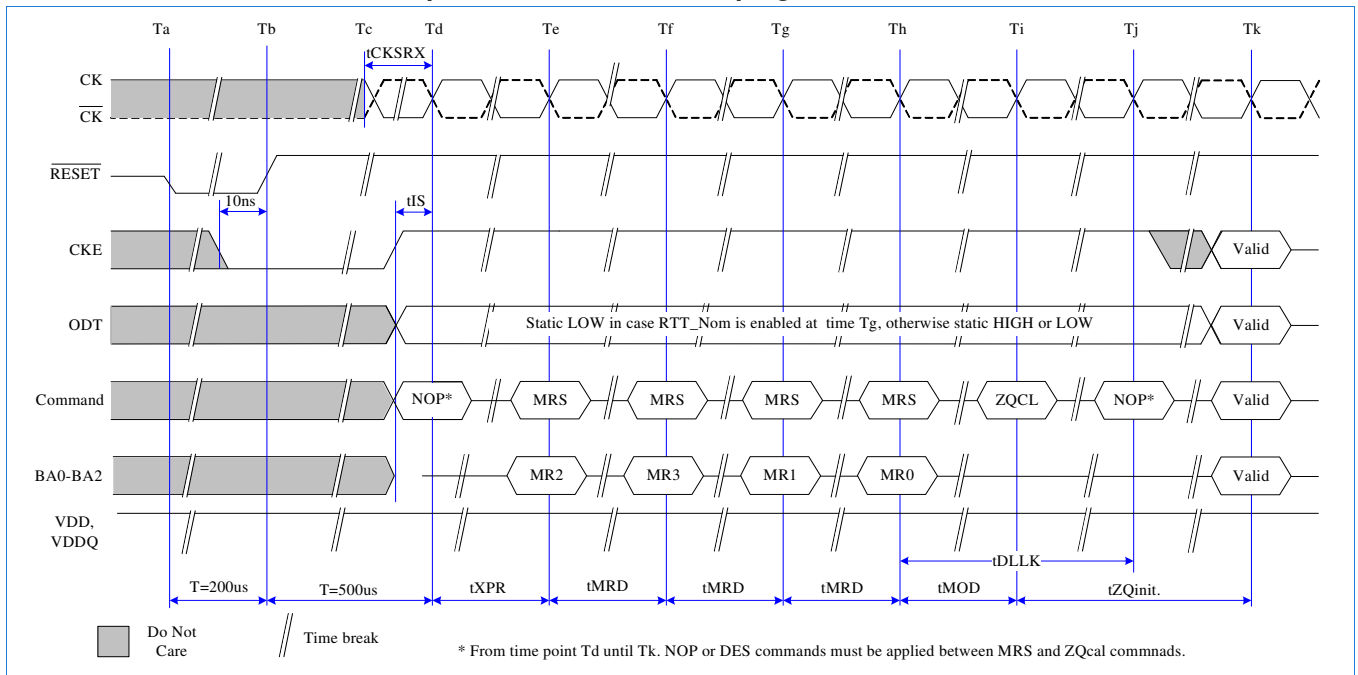 Ta Tb Tc Td Te Tf Tg Th Ti Tj Tk
tCKSRX
CK
CK
RESET
10ns
tIS
CKE
Valid
ODT
Static LOW in case RTT_Nom is enabled at time Tg, otherwise static HIGH or LOW
Valid
Command
NOP* MRS MRS MRS MRS ZQCL NOP* Valid
BA0-BA2
MR2 MR3 MR1 MR0 Valid
VDD,
VDDQ
tDLLK
T=200us T=500us tXPR tMRD tMRD tMRD tMOD tZQinit.
Do Not
Care
Time break
* From time point Td until Tk. NOP or DES commands must be applied between MRS and ZQcal commnads.